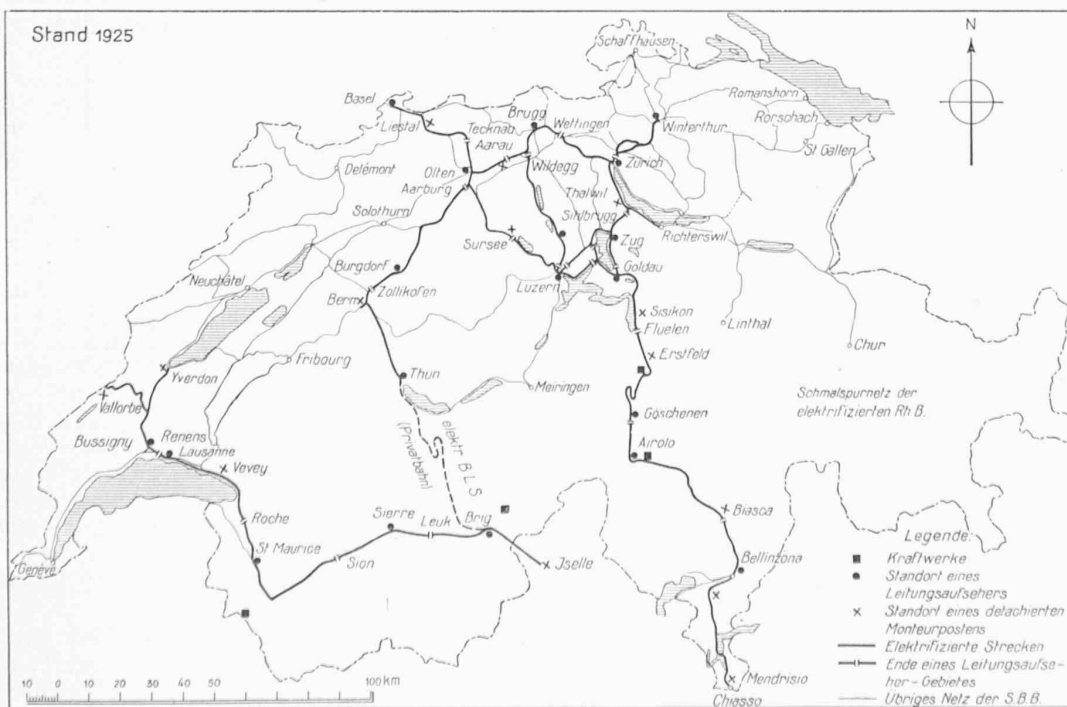 Stand 1925
N
Schaffhausen
Basel
Romanshorn
Liestal
Brugg
Wettingen
Winterthur
Rorschach
Tecknau
Aarau
St Gallen
Delémont
Olten
Wildegg
Zürich
Aarburg
Thalwil
Solothurn
Sihlbrugg
Sursee
Zug
Richterswil
Burgdorf
Goldau
Neuchâtel
Zollikofen
Luzern
Bern
Sisikon
Fluelen
Linthal
Fribourg
Erstfeld
Chur
Yverdon
Thun
Meiringen
Vallorbe
Schmalspurnetz der
elektrifizierten Rh B.
Göschenen
Bussigny
Renens
(Privatbahn)
elektr. B L S
Airolo
Lausanne
Vevey
Biasca
Roche
Sierre
Leuk
Brig
St Maurice
Sion
Jselle
Bellinzona
Genève
Legende:
Kraftwerke
Standort eines
Leitungsaufsehers
Standort eines detachierten
Monteurpostens
Elektrifizierte Strecken
Ende eines Leitungsaufse-
her-Gebietes
Übriges Netz der S.B.B.
Mendrisio
Chiasso
10 0 10 20 30 40 50 100 km